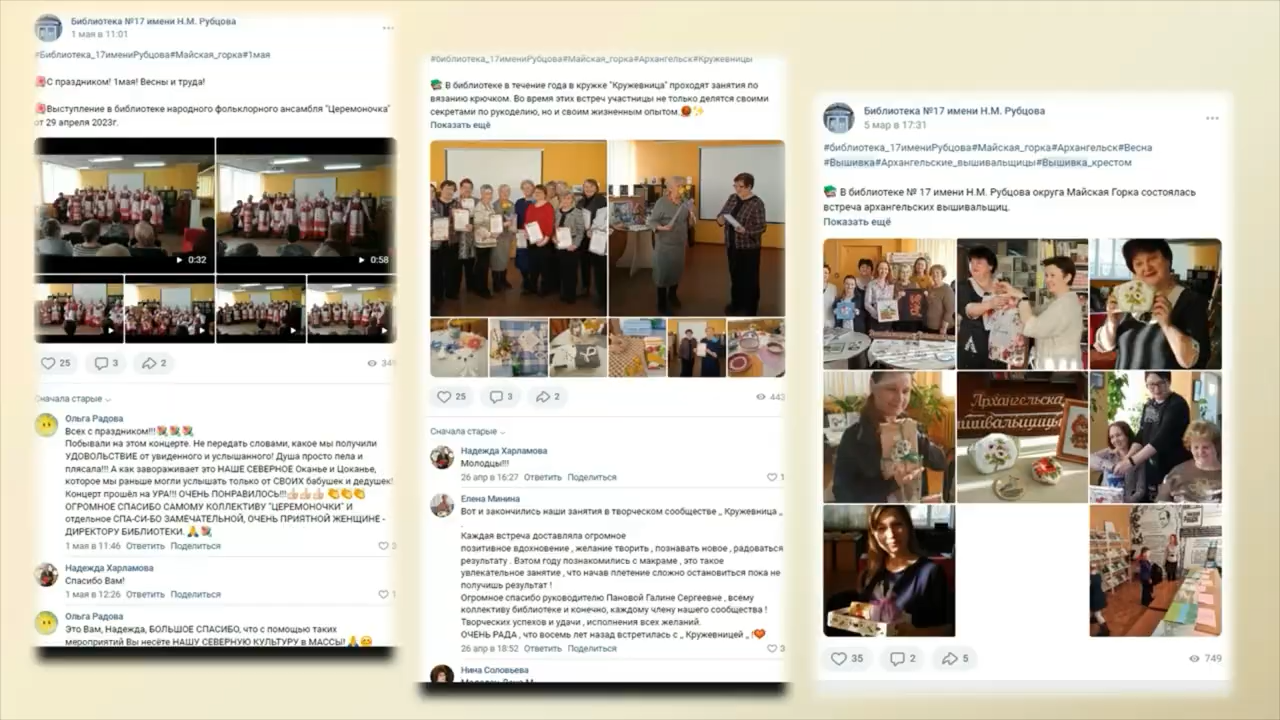 Библиотека №17 имени Н.М. Рубцова
1 мая в 11:01
#Библиотека_17имениРубцова#Майская_горка#1мая
С праздником! 1мая! Весны и труда!
Выступление в библиотеке народного фольклорного ансамбля "Церемоночка"
от 29 апреля 2023г.
0:32
0:58
25
3
2
Сначала старые
Ольга Радова
Всех с праздником!!!
Побывали на этом концерте. Не передать словами, какое мы получили
УДОВОЛЬСТВИЕ от увиденного и услышанного! Душа просто пела и
плясала!!! А как завораживает это НАШЕ СЕВЕРНОЕ Оканье и Цоканье,
которое мы раньше могли услышать только от СВОИХ бабушек и дедушек!
Концерт прошёл на УРА!!! ОЧЕНЬ ПОНРАВИЛОСЬ!!!
ОГРОМНОЕ СПАСИБО САМОМУ КОЛЛЕКТИВУ "ЦЕРЕМОНОЧКИ" И
отдельное СПА-СИ-БО ЗАМЕЧАТЕЛЬНОЙ, ОЧЕНЬ ПРИЯТНОЙ ЖЕНЩИНЕ -
ДИРЕКТОРУ БИБЛИОТЕКИ.
1 мая в 11:46 Ответить Поделиться
3
Надежда Харламова
Спасибо Вам!
1 мая в 12:26 Ответить Поделиться
1
Ольга Радова
Это Вам, Надежда, БОЛЬШОЕ СПАСИБО, что с помощью таких
мероприятий Вы несёте НАШУ СЕВЕРНУЮ КУЛЬТУРУ в МАССЫ!
#библиотека_17имениРубцова#Майская_горка#Архангельск#Кружевницы
В библиотеке в течение года в кружке "Кружевница" проходят занятия по
вязанию крючком. Во время этих встреч участницы не только делятся своими
секретами по рукоделию, но и своим жизненным опытом.
Показать ещё
25
3
2
443
Сначала старые
Надежда Харламова
Молодцы!!!
26 апр в 16:27 Ответить Поделиться
1
Елена Минина
Вот и закончились наши занятия в творческом сообществе „ Кружевница „
.
Каждая встреча доставляла огромное
позитивное вдохновение , желание творить , познавать новое , радоваться
результату . Вэтом году познакомились с макраме , это такое
увлекательное занятие , что начав плетение сложно остановиться пока не
получишь результат !
Огромное спасибо руководителю Пановой Галине Сергеевне , всему
коллективу библиотеке и конечно, каждому члену нашего сообщества !
Творческих успехов и удачи , исполнения всех желаний.
ОЧЕНЬ РАДА , что восемь лет назад встретилась с „ Кружевницей „ !
26 апр в 18:52 Ответить Поделиться
3
Нина Соловьева
Библиотека №17 имени Н.М. Рубцова
5 мар в 17:31
#библиотека_17имениРубцова#Майская_горка#Архангельск#Весна
#Вышивка#Архангельские_вышивальщицы#Вышивка_крестом
В библиотеке № 17 имени Н.М. Рубцова округа Майская Горка состоялась
встреча архангельских вышивальщиц.
Показать ещё
Архангельска
35
2
5
749